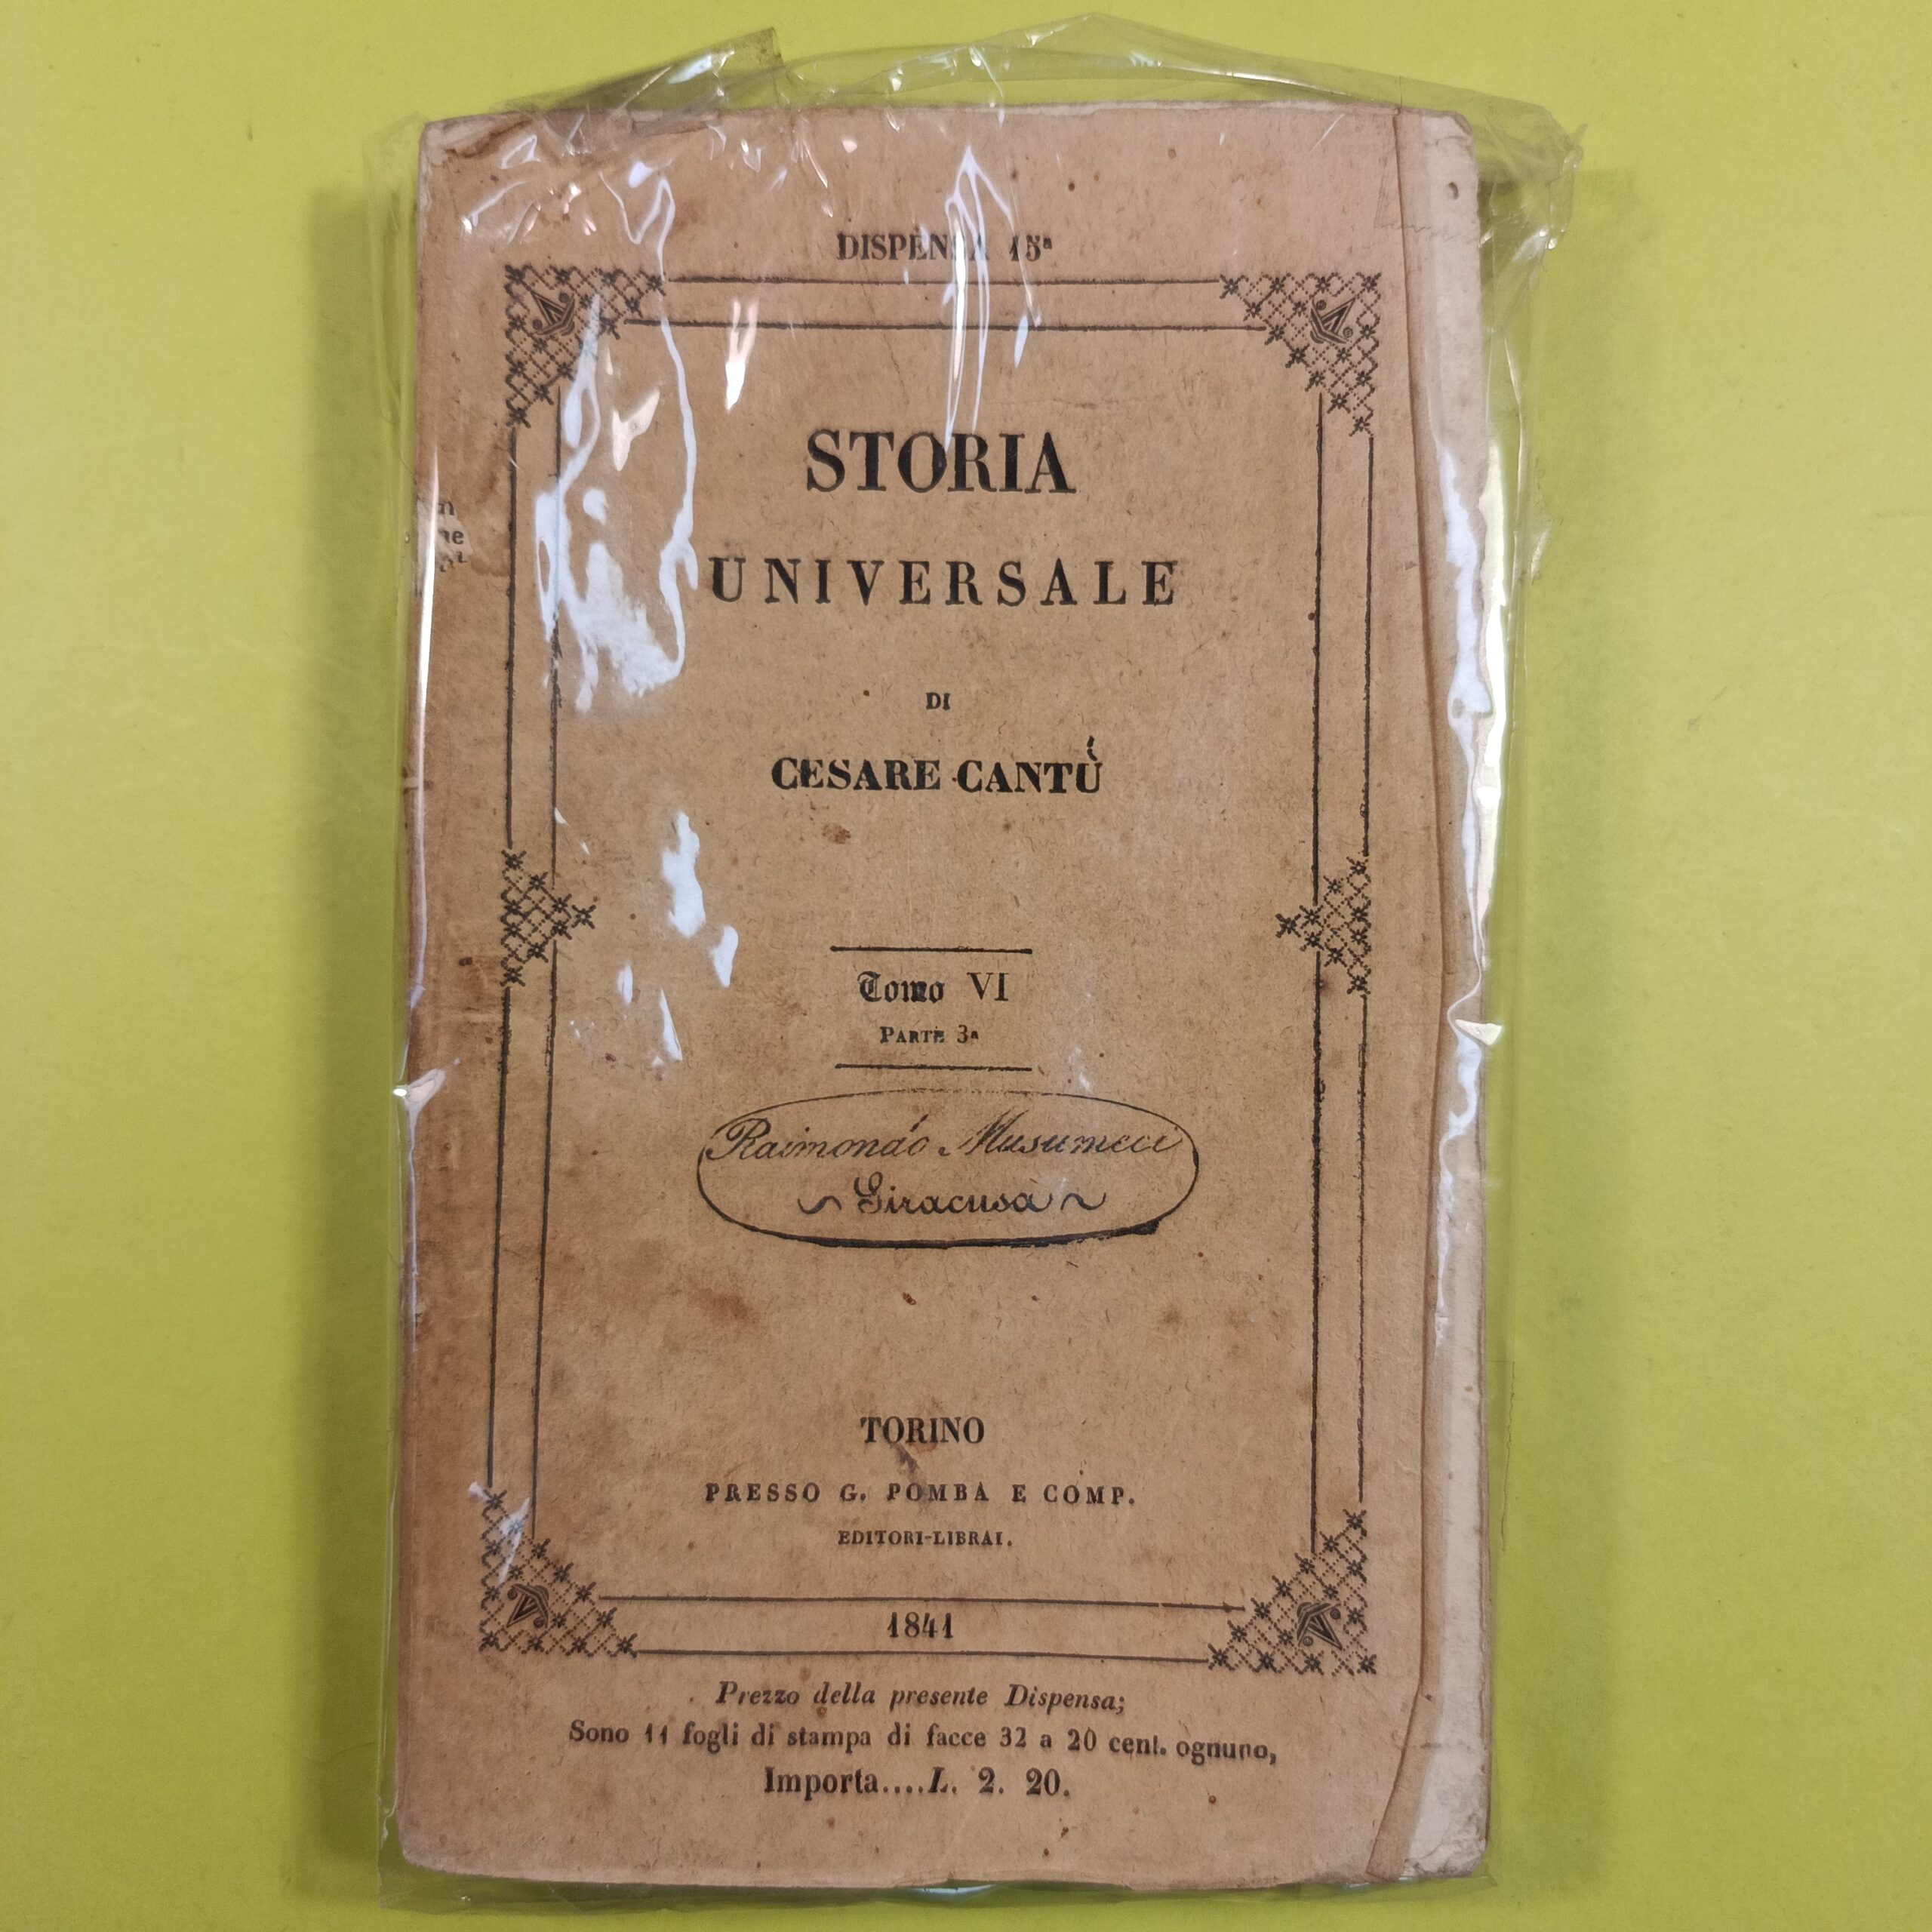 DISPENSA 15ª
STORIA
UNIVERSALE
DI
CESARE CANTÙ
Tomo VI
PARTE 3ª
Raimondo Musumeci
Siracusa
TORINO
PRESSO G. POMBA E COMP.
EDITORI-LIBRAI.
1841
Prezzo della presente Dispensa;
Sono 11 fogli di stampa di facce 32 a 20 cent. ognuno,
Importa....L. 2. 20.